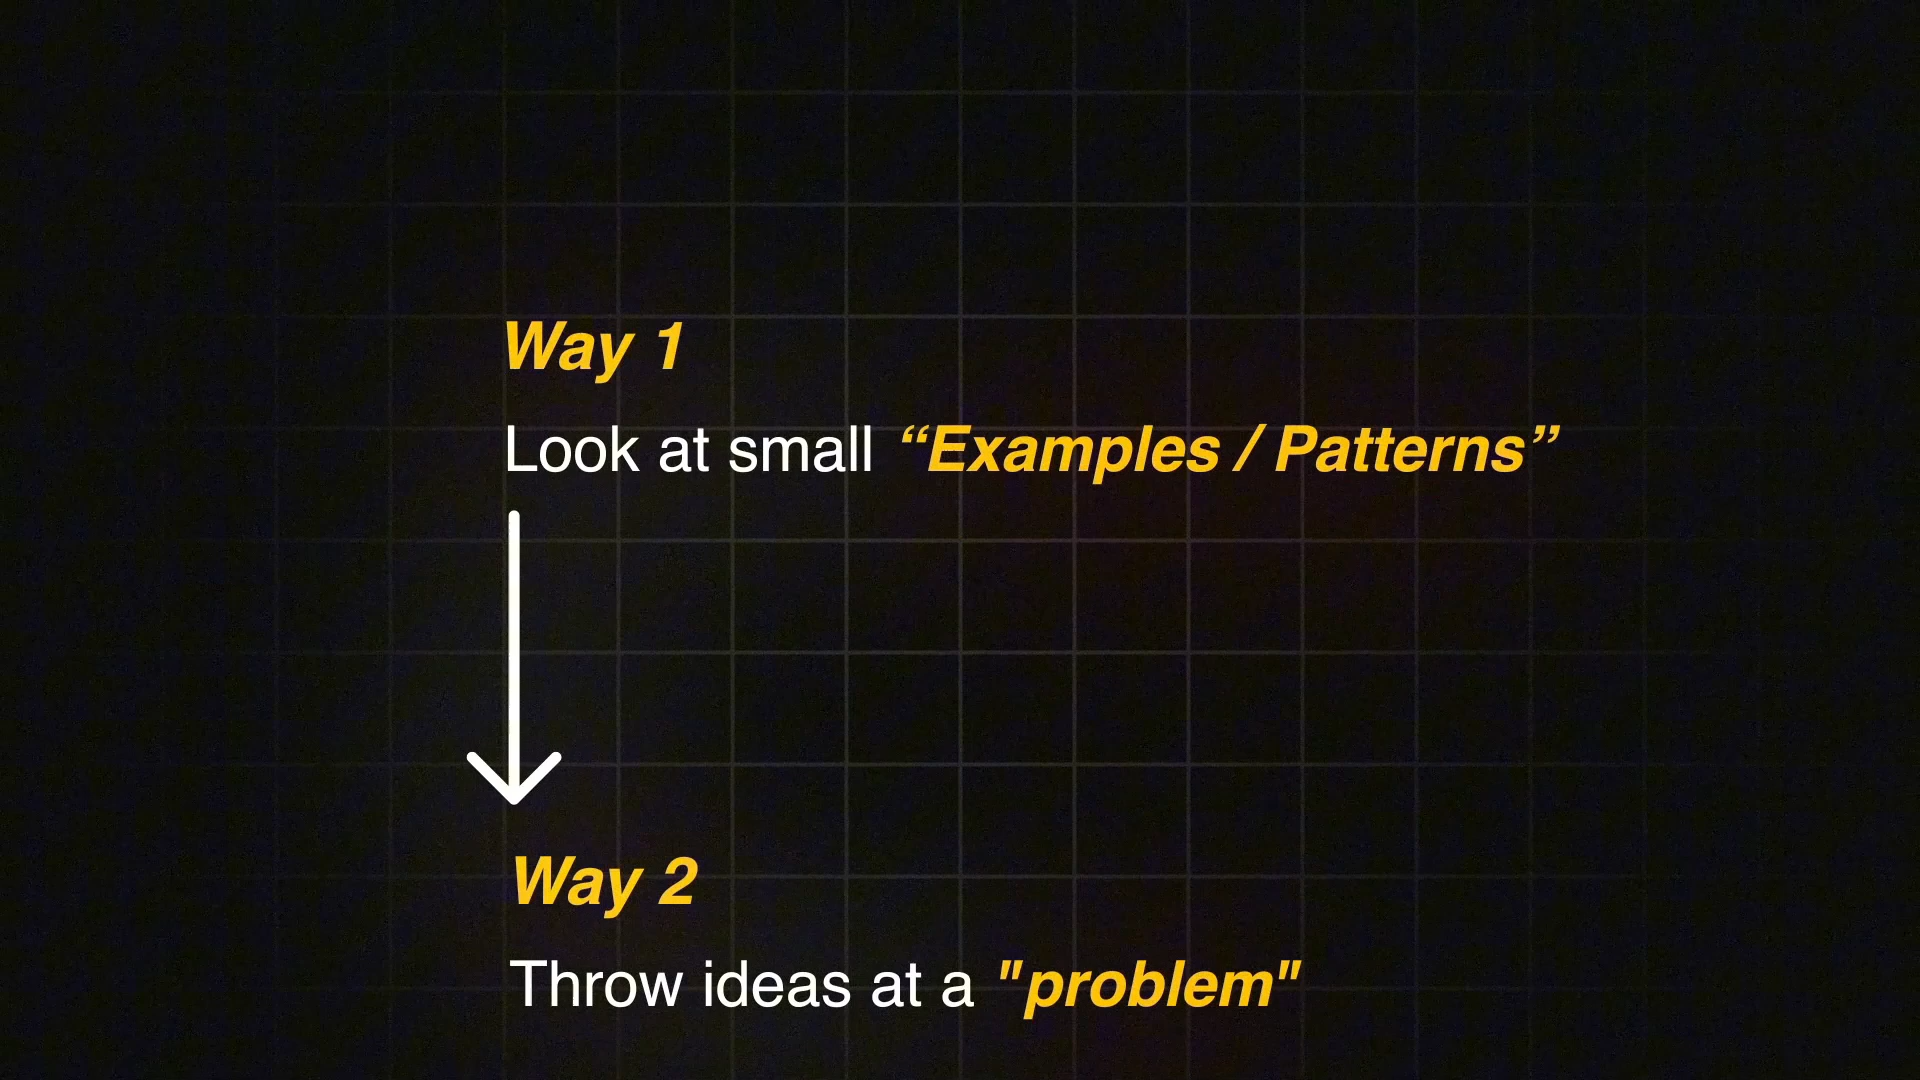 Way 1
Look at small “Examples / Patterns”
Way 2
Throw ideas at a "problem"